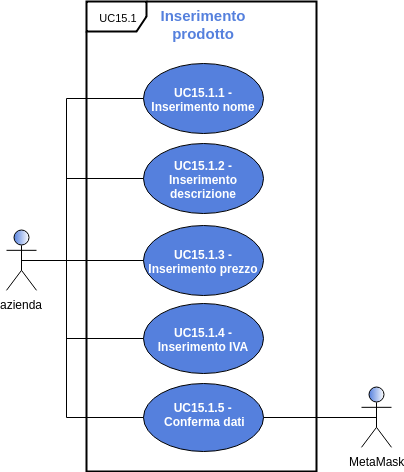 UC15.1
Inserimento
prodotto
UC15.1.1 -
Inserimento nome
UC15.1.2 -
Inserimento
descrizione
UC15.1.3 -
Inserimento prezzo
azienda
UC15.1.4 -
Inserimento IVA
UC15.1.5 -
Conferma dati
MetaMask